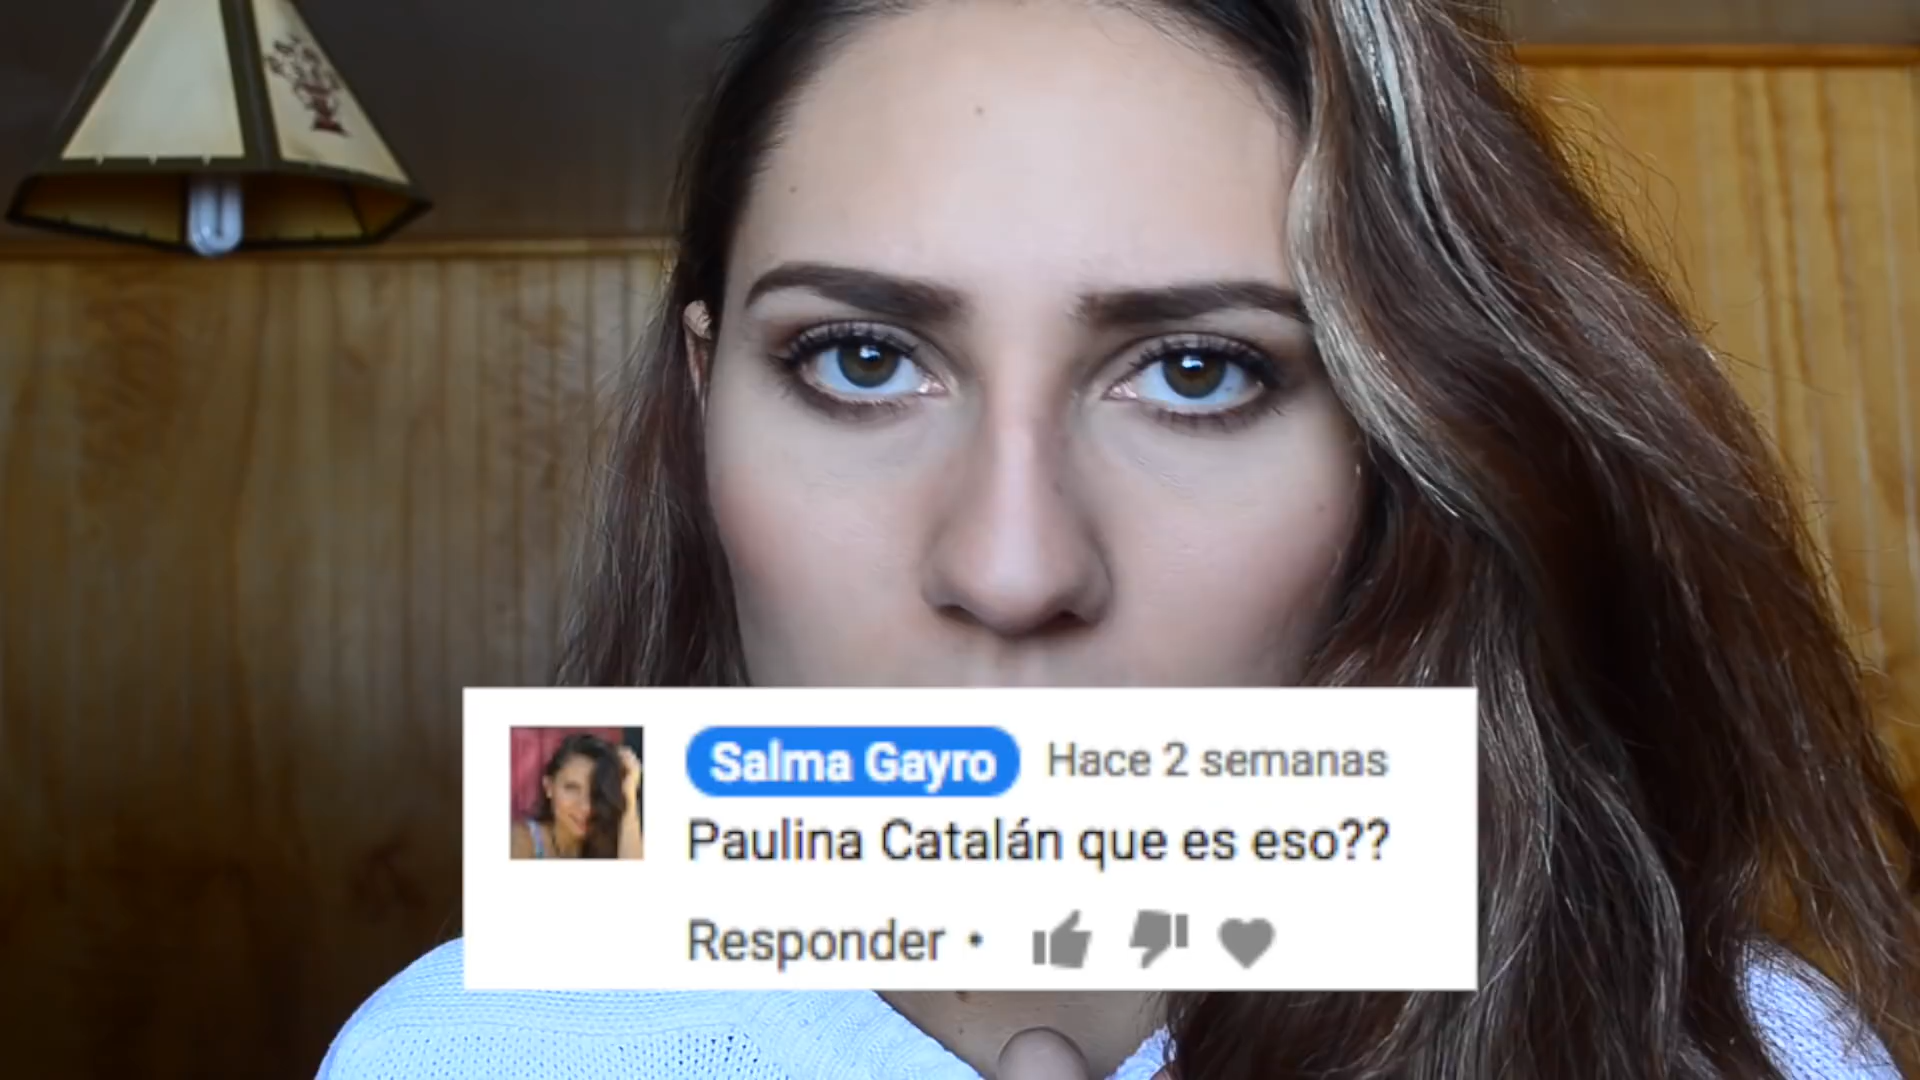 Salma Gayro Hace 2 semanas
Paulina Catalán que es eso??
Responder •